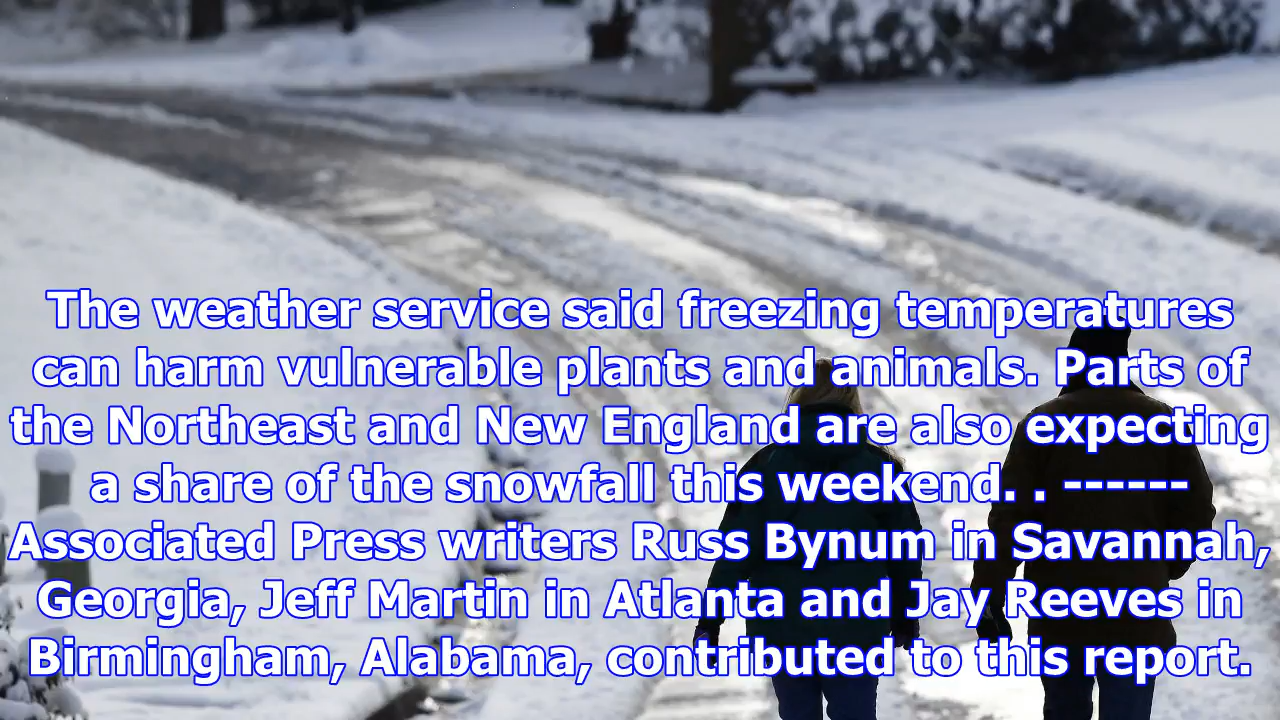 The weather service said freezing temperatures
can harm vulnerable plants and animals. Parts of
the Northeast and New England are also expecting
a share of the snowfall this weekend. . ------
Associated Press writers Russ Bynum in Savannah,
Georgia, Jeff Martin in Atlanta and Jay Reeves in
Birmingham, Alabama, contributed to this report.